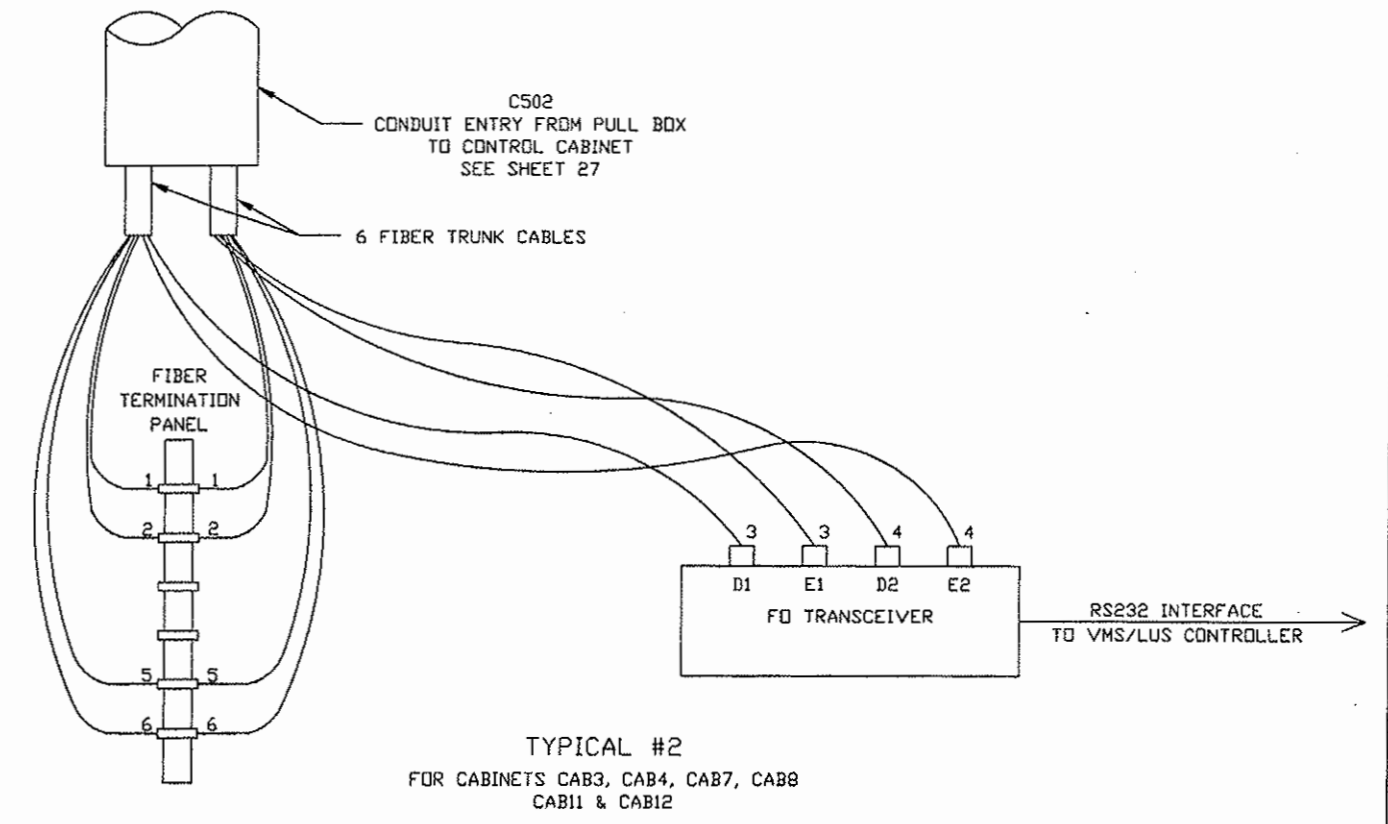 C502
CONDUIT ENTRY FROM PULL BOX
TO CONTROL CABINET
SEE SHEET 27
6 FIBER TRUNK CABLES
FIBER
TERMINATION
PANEL
1 1
2 2
5 5
6 6
3 3 4 4
D1 E1 D2 E2
FO TRANSCEIVER
RS232 INTERFACE
TO VMS/LUS CONTROLLER
TYPICAL #2
FOR CABINETS CAB3, CAB4, CAB7, CAB8
CAB11 & CAB12